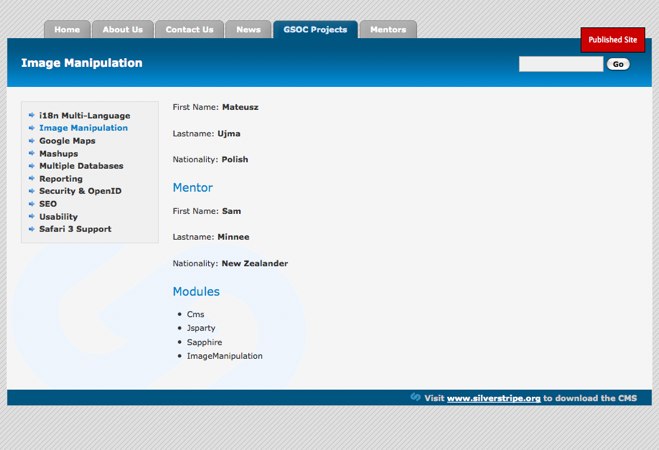 Home
About Us
Contact Us
News
GSOC Projects
Mentors
Published Site
Image Manipulation
Go
i18n Multi-Language
Image Manipulation
Google Maps
Mashups
Multiple Databases
Reporting
Security & OpenID
SEO
Usability
Safari 3 Support
First Name: Mateusz
Lastname: Ujma
Nationality: Polish
Mentor
First Name: Sam
Lastname: Minnee
Nationality: New Zealander
Modules
Cms
Jsparty
Sapphire
ImageManipulation
Visit www.silverstripe.org to download the CMS